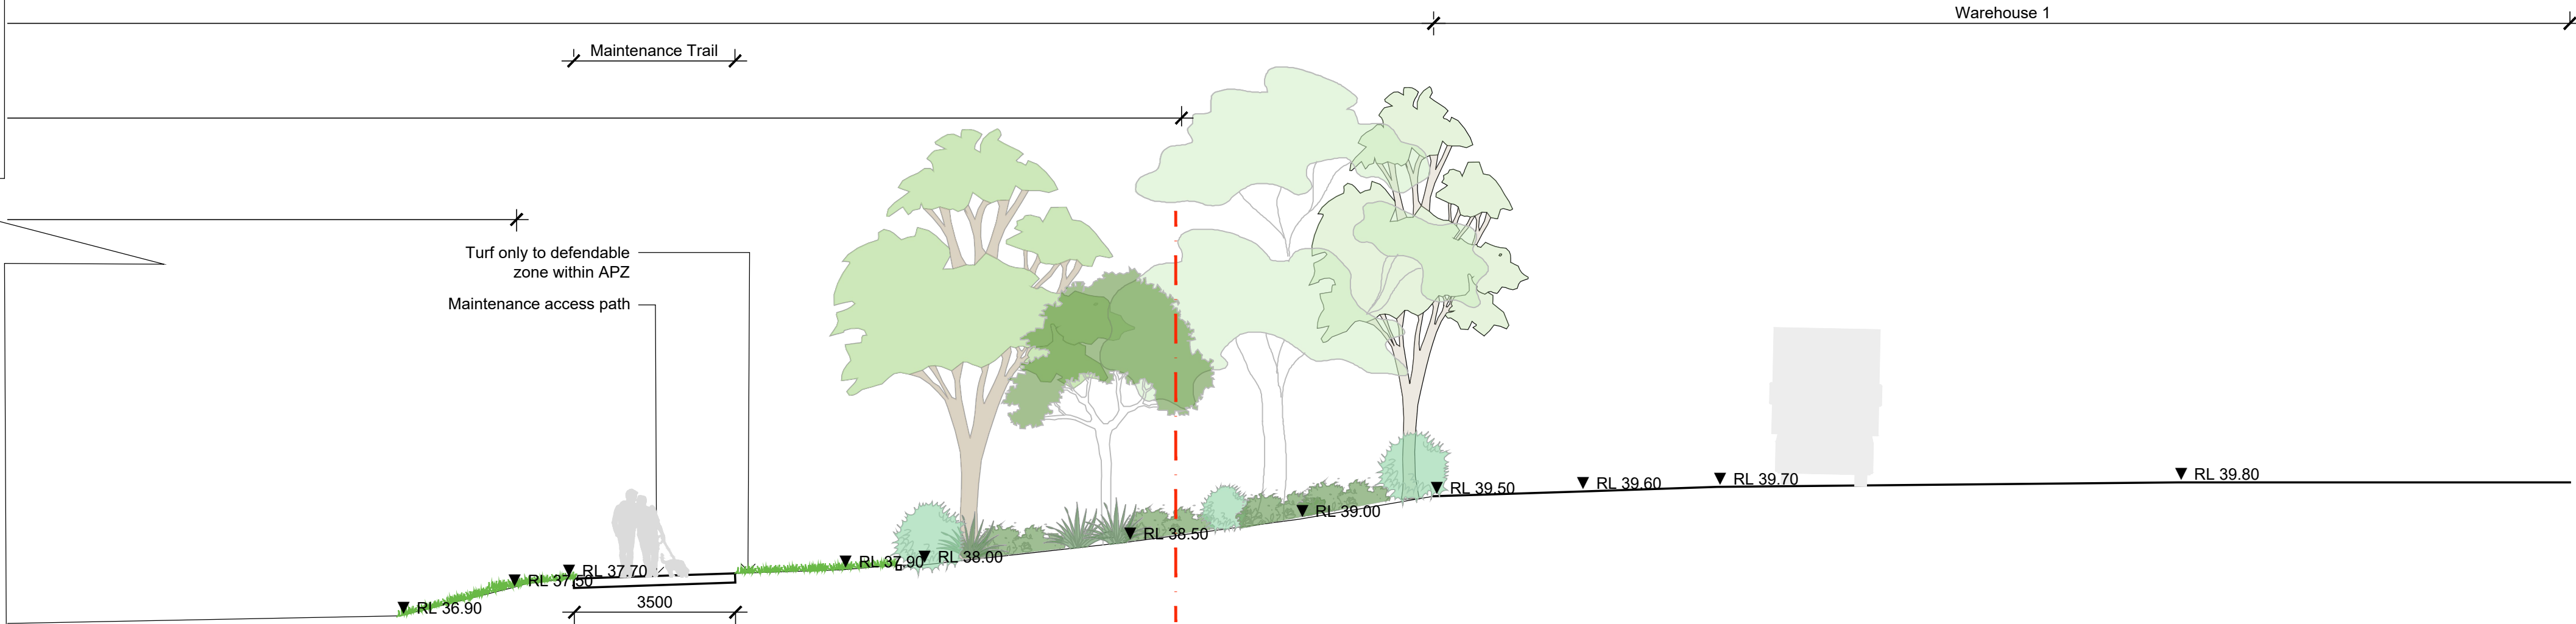 Warehouse 1
Maintenance Trail
Turf only to defendable
zone within APZ
Maintenance access path
RL 36.90
RL 37.50
RL 37.70
3500
RL 37.90
RL 38.00
RL 38.50
RL 39.00
RL 39.50
RL 39.60
RL 39.70
RL 39.80